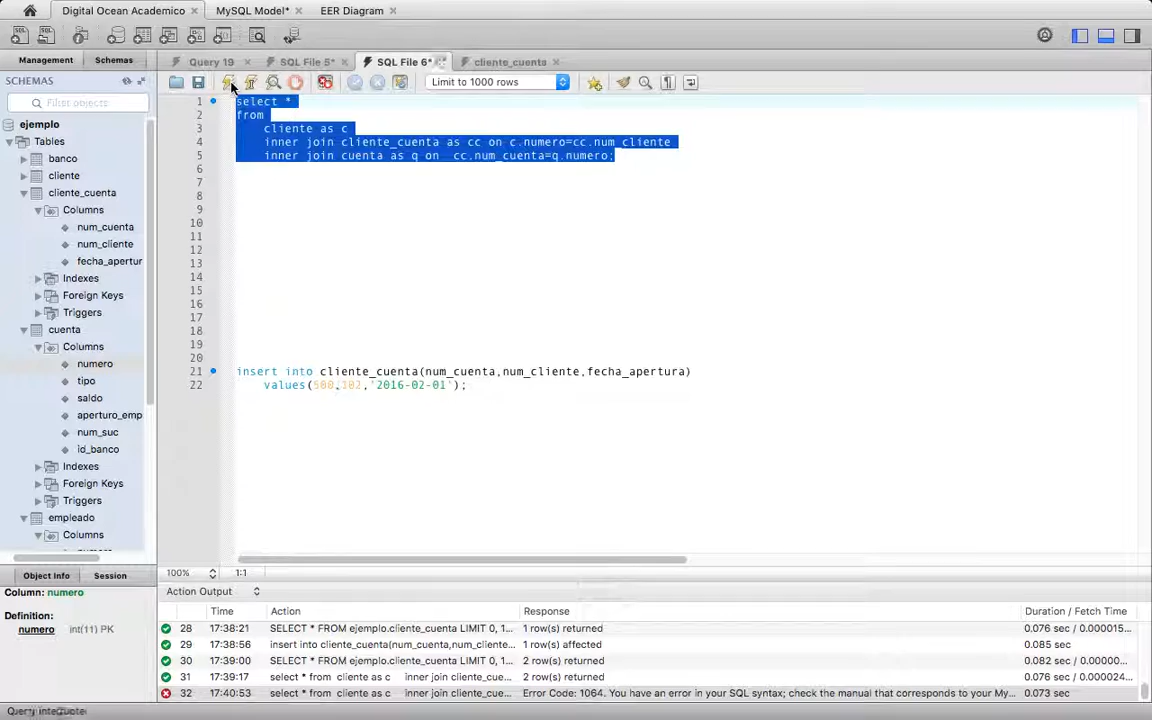 Digital Ocean Academico MySQL Model* EER Diagram
Management Schemas Query 19 SQL File 5* SQL File 6* cliente_cuenta
SCHEMAS Limit to 1000 rows
Filter objects
ejemplo
Tables
banco
cliente
cliente_cuenta
Columns
num_cuenta
num_cliente
fecha_apertur
Indexes
Foreign Keys
Triggers
cuenta
Columns
numero
tipo
saldo
aperturo_emp
num_suc
id_banco
Indexes
Foreign Keys
Triggers
empleado
Columns
Object Info Session
Column: numero
Definition:
numero int(11) PK
1 select *
2 from
3 cliente as c
4 inner join cliente_cuenta as cc on c.numero=cc.num_cliente
5 inner join cuenta as q on cc.num_cuenta=q.numero;
6
7
8
9
10
11
12
13
14
15
16
17
18
19
20
21 insert into cliente_cuenta(num_cuenta,num_cliente,fecha_apertura)
22 values(500,102,'2016-02-01');
100% 1:1
Action Output
Time Action Response Duration / Fetch Time
28 17:38:21 SELECT * FROM ejemplo.cliente_cuenta LIMIT 0, 1... 1 row(s) returned 0.076 sec / 0.000015...
29 17:38:56 insert into cliente_cuenta(num_cuenta,num_cliente... 1 row(s) affected 0.085 sec
30 17:39:00 SELECT * FROM ejemplo.cliente_cuenta LIMIT 0, 1... 2 row(s) returned 0.082 sec / 0.00000...
31 17:39:17 select * from cliente as c inner join cliente_cue... 2 row(s) returned 0.076 sec / 0.000024...
32 17:40:53 select * from cliente as c inner join cliente_cue... Error Code: 1064. You have an error in your SQL syntax; check the manual that corresponds to your My... 0.073 sec